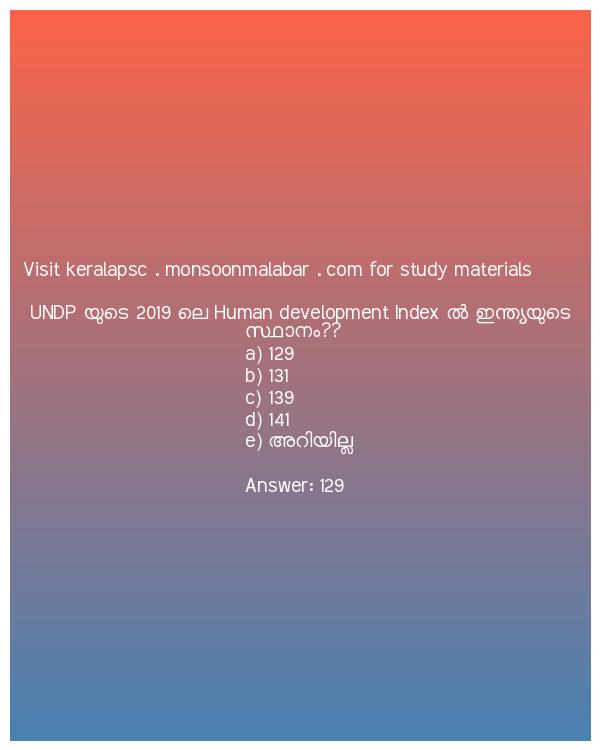 Visit keralapsc . monsoonmalabar . com for study materials
UNDP യുടെ 2019 ലെ Human development Index ൽ ഇന്ത്യയുടെ
സ്ഥാനം??
a) 129
b) 131
c) 139
d) 141
e) അറിയില്ല
Answer: 129